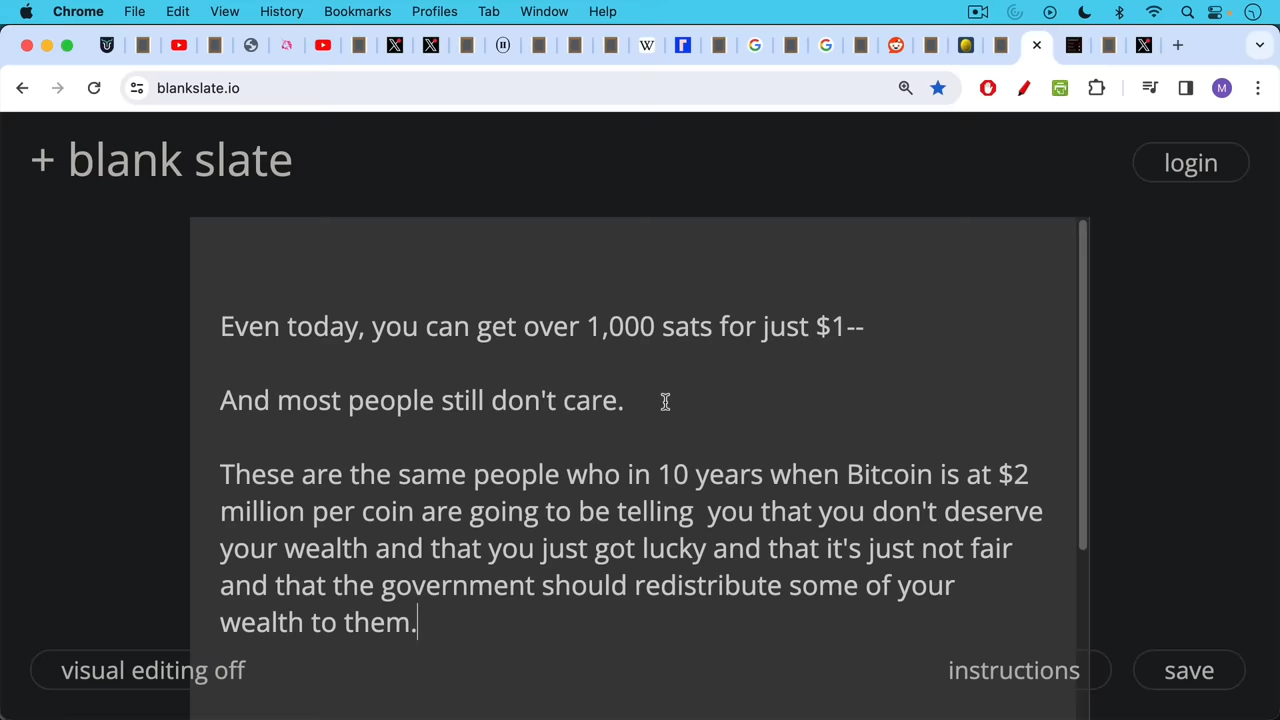 Chrome File Edit View History Bookmarks Profiles Tab Window Help
blankslate.io
M
+ blank slate
login
Even today, you can get over 1,000 sats for just $1--
And most people still don't care.
These are the same people who in 10 years when Bitcoin is at $2
million per coin are going to be telling  you that you don't deserve
your wealth and that you just got lucky and that it's just not fair
and that the government should redistribute some of your
wealth to them.
visual editing off
instructions
save